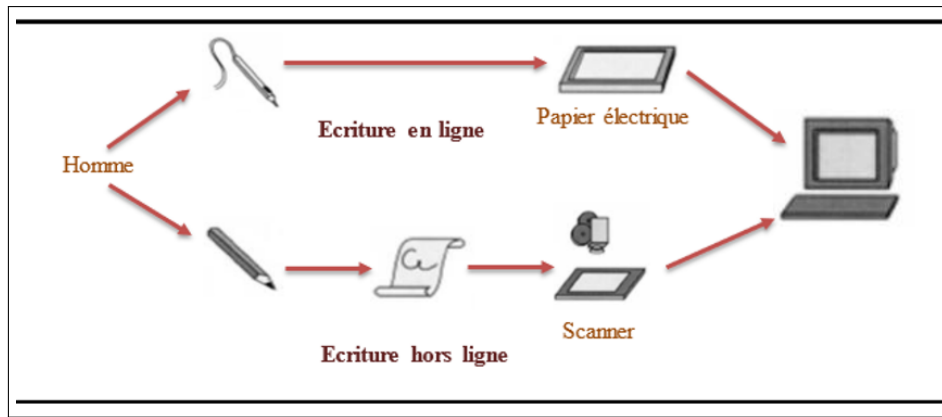 Ecriture en ligne
Papier électrique
Homme
Scanner
Ecriture hors ligne